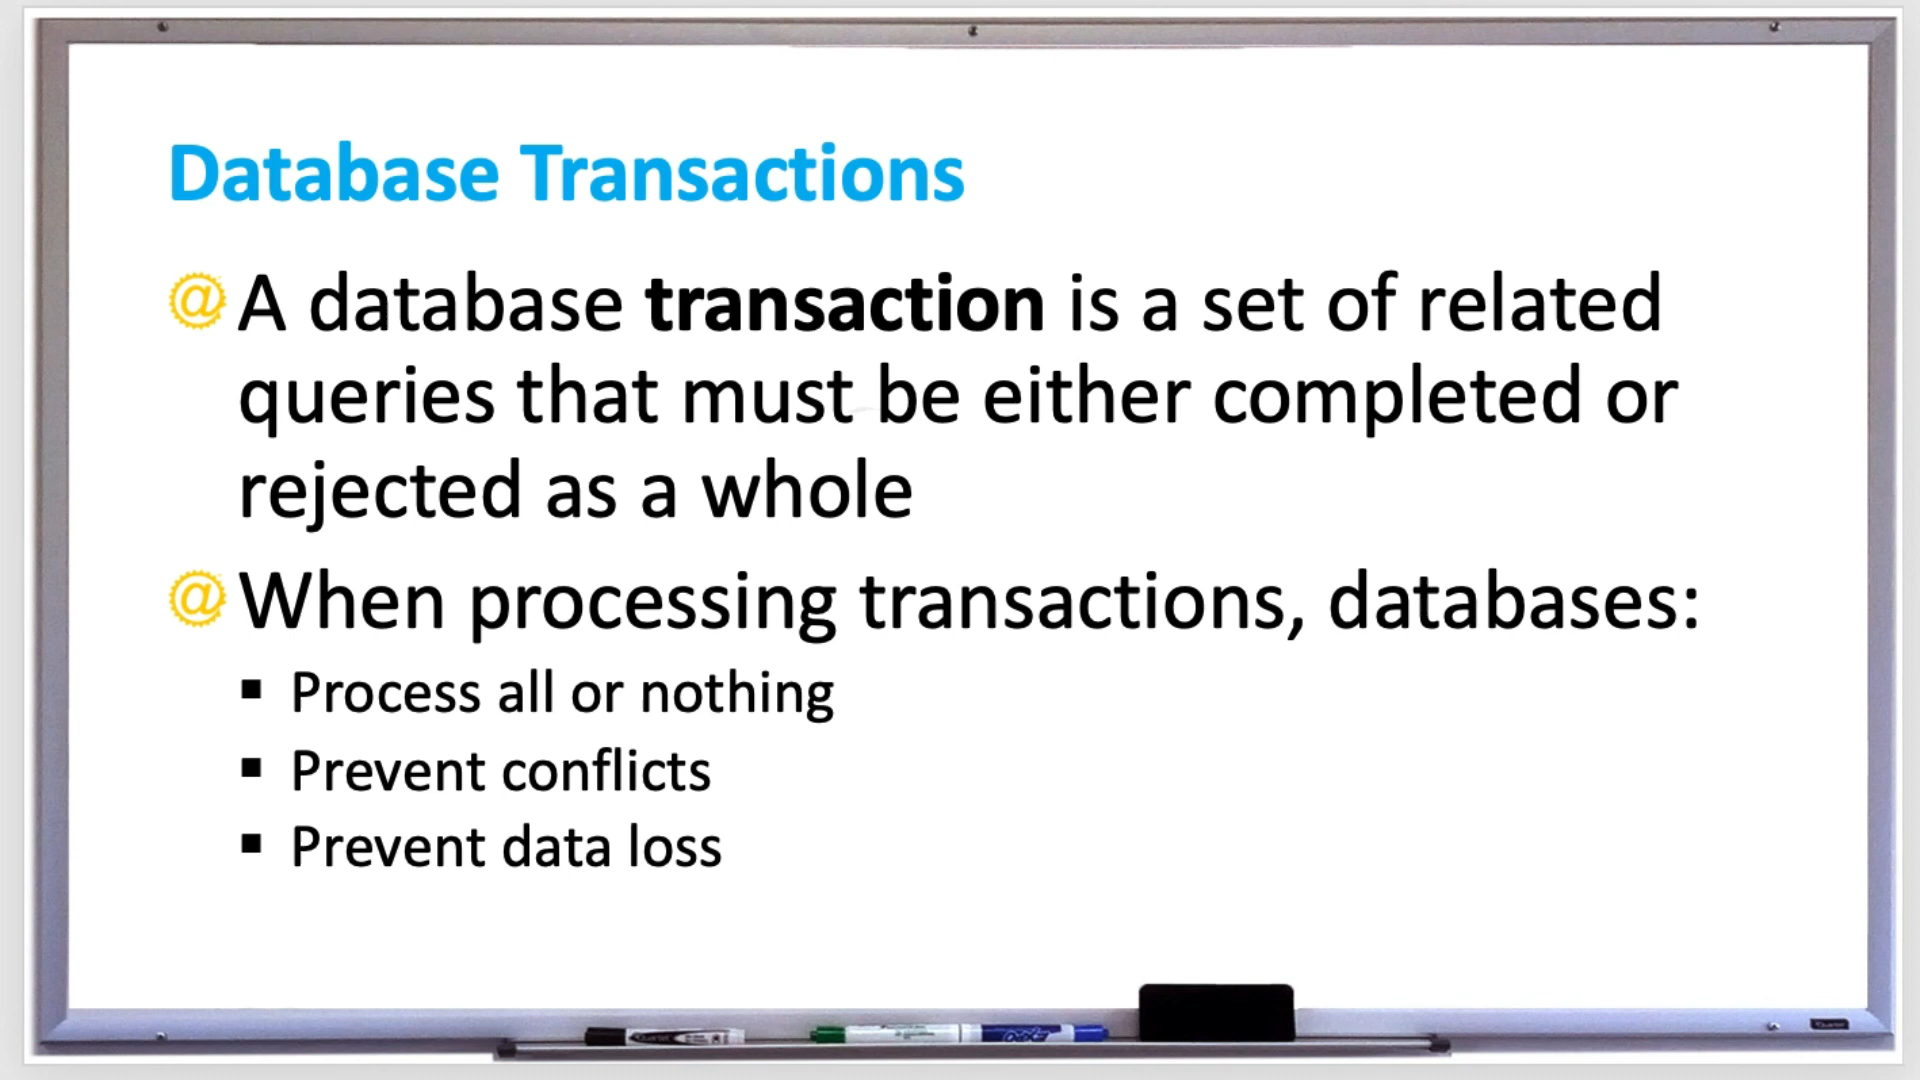 Database Transactions
@ A database transaction is a set of related
queries that must be either completed or
rejected as a whole
@ When processing transactions, databases:
▪ Process all or nothing
▪ Prevent conflicts
▪ Prevent data loss